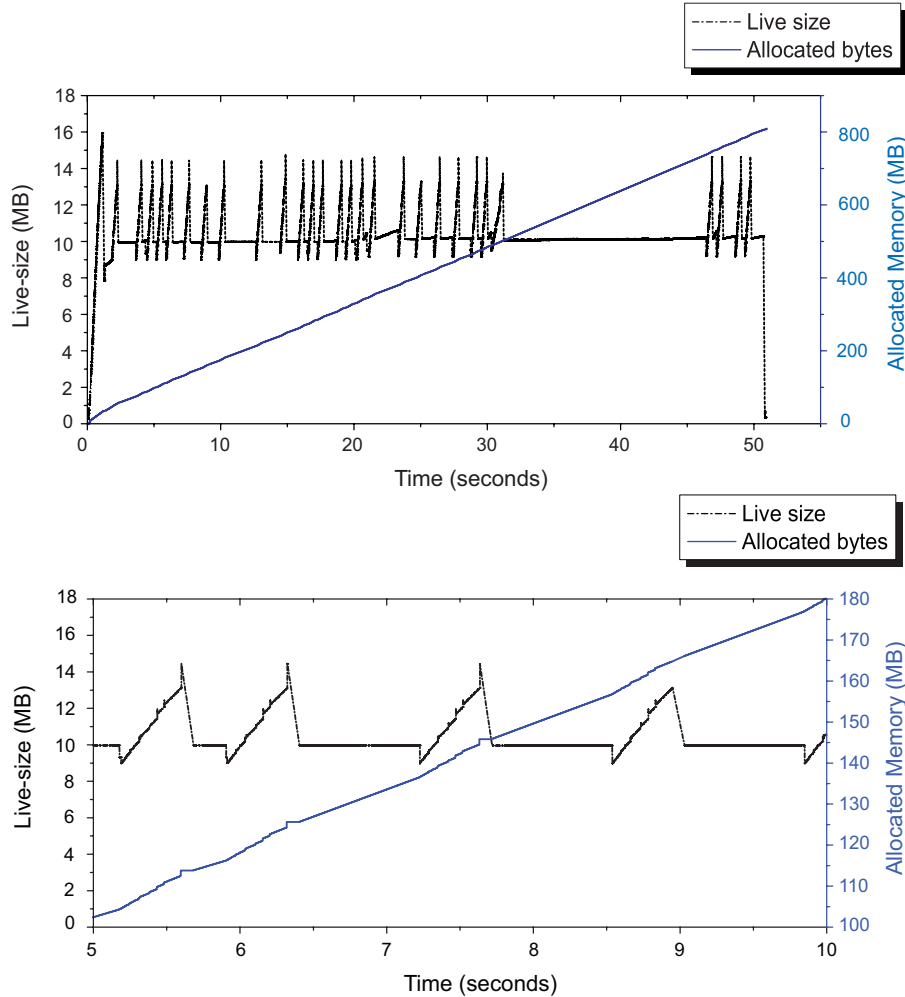 Live size
Allocated bytes
18
16
14
12
10
8
6
4
2
0
Live-size (MB)
800
600
400
200
0
Allocated Memory (MB)
0 10 20 30 40 50
Time (seconds)
Live size
Allocated bytes
18
16
14
12
10
8
6
4
2
0
Live-size (MB)
180
170
160
150
140
130
120
110
100
Allocated Memory (MB)
5 6 7 8 9 10
Time (seconds)